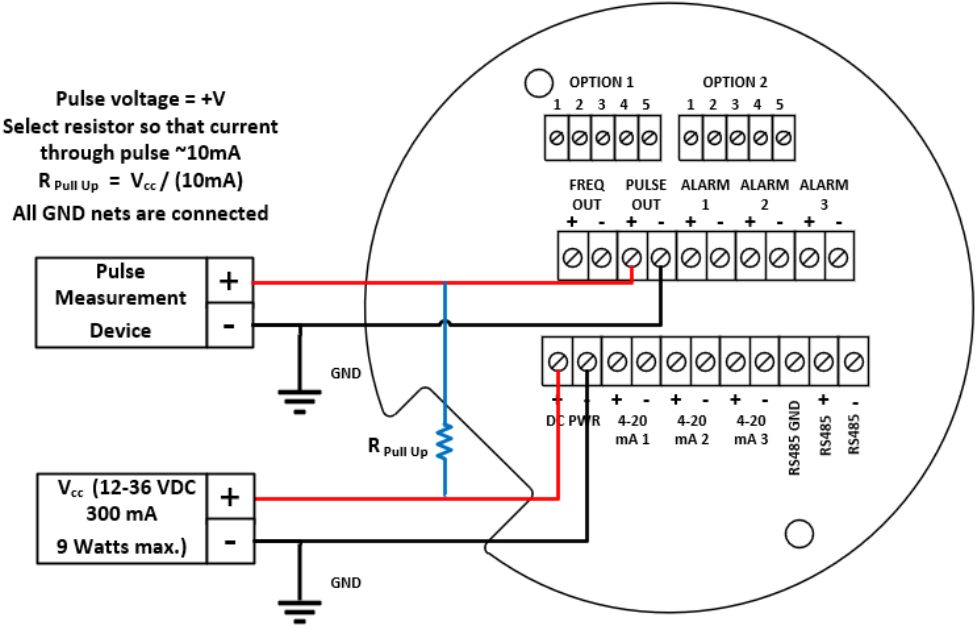 Pulse voltage = +V
Select resistor so that current
through pulse ~10mA
R Pull Up = Vcc / (10mA)
All GND nets are connected
Pulse
Measurement
Device
+
-
GND
R Pull Up
Vcc (12-36 VDC
300 mA
9 Watts max.)
+
-
GND
OPTION 1
1 2 3 4 5
OPTION 2
1 2 3 4 5
FREQ OUT
+ -
PULSE OUT
+ -
ALARM 1
+ -
ALARM 2
+ -
ALARM 3
+ -
+ -
DC PWR
+ -
4-20
mA 1
+ -
4-20
mA 2
+ -
4-20
mA 3
RS485 GND
+
RS485
-
RS485